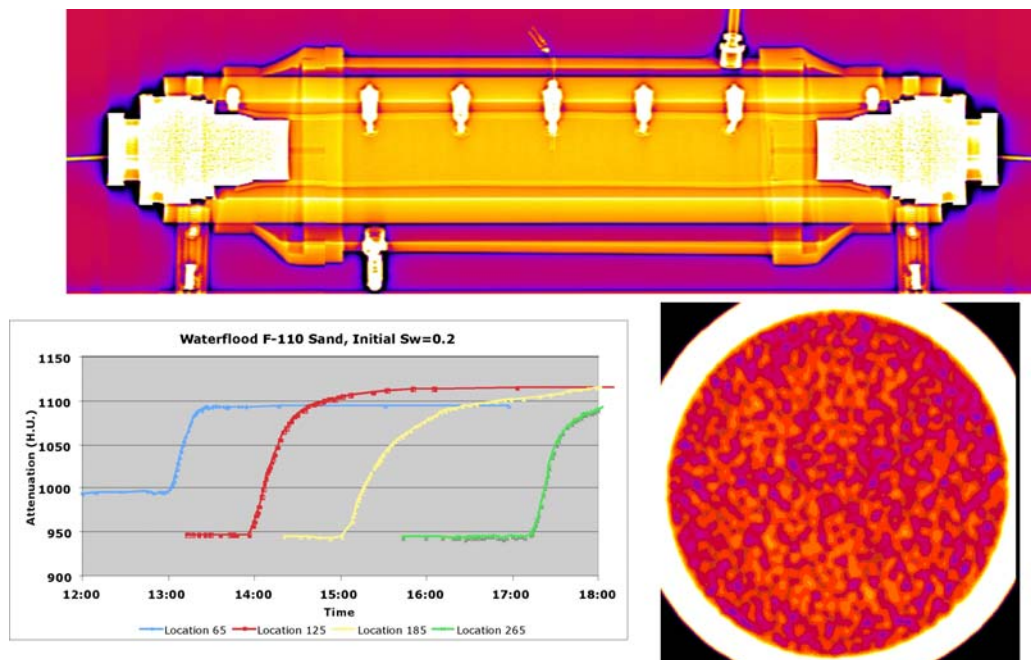 Waterflood F-110 Sand, Initial Sw=0.2
Attenuation (H.U.)
1150
1100
1050
1000
950
900
12:00 13:00 14:00 15:00 16:00 17:00 18:00
Time
Location 65 Location 125 Location 185 Location 265